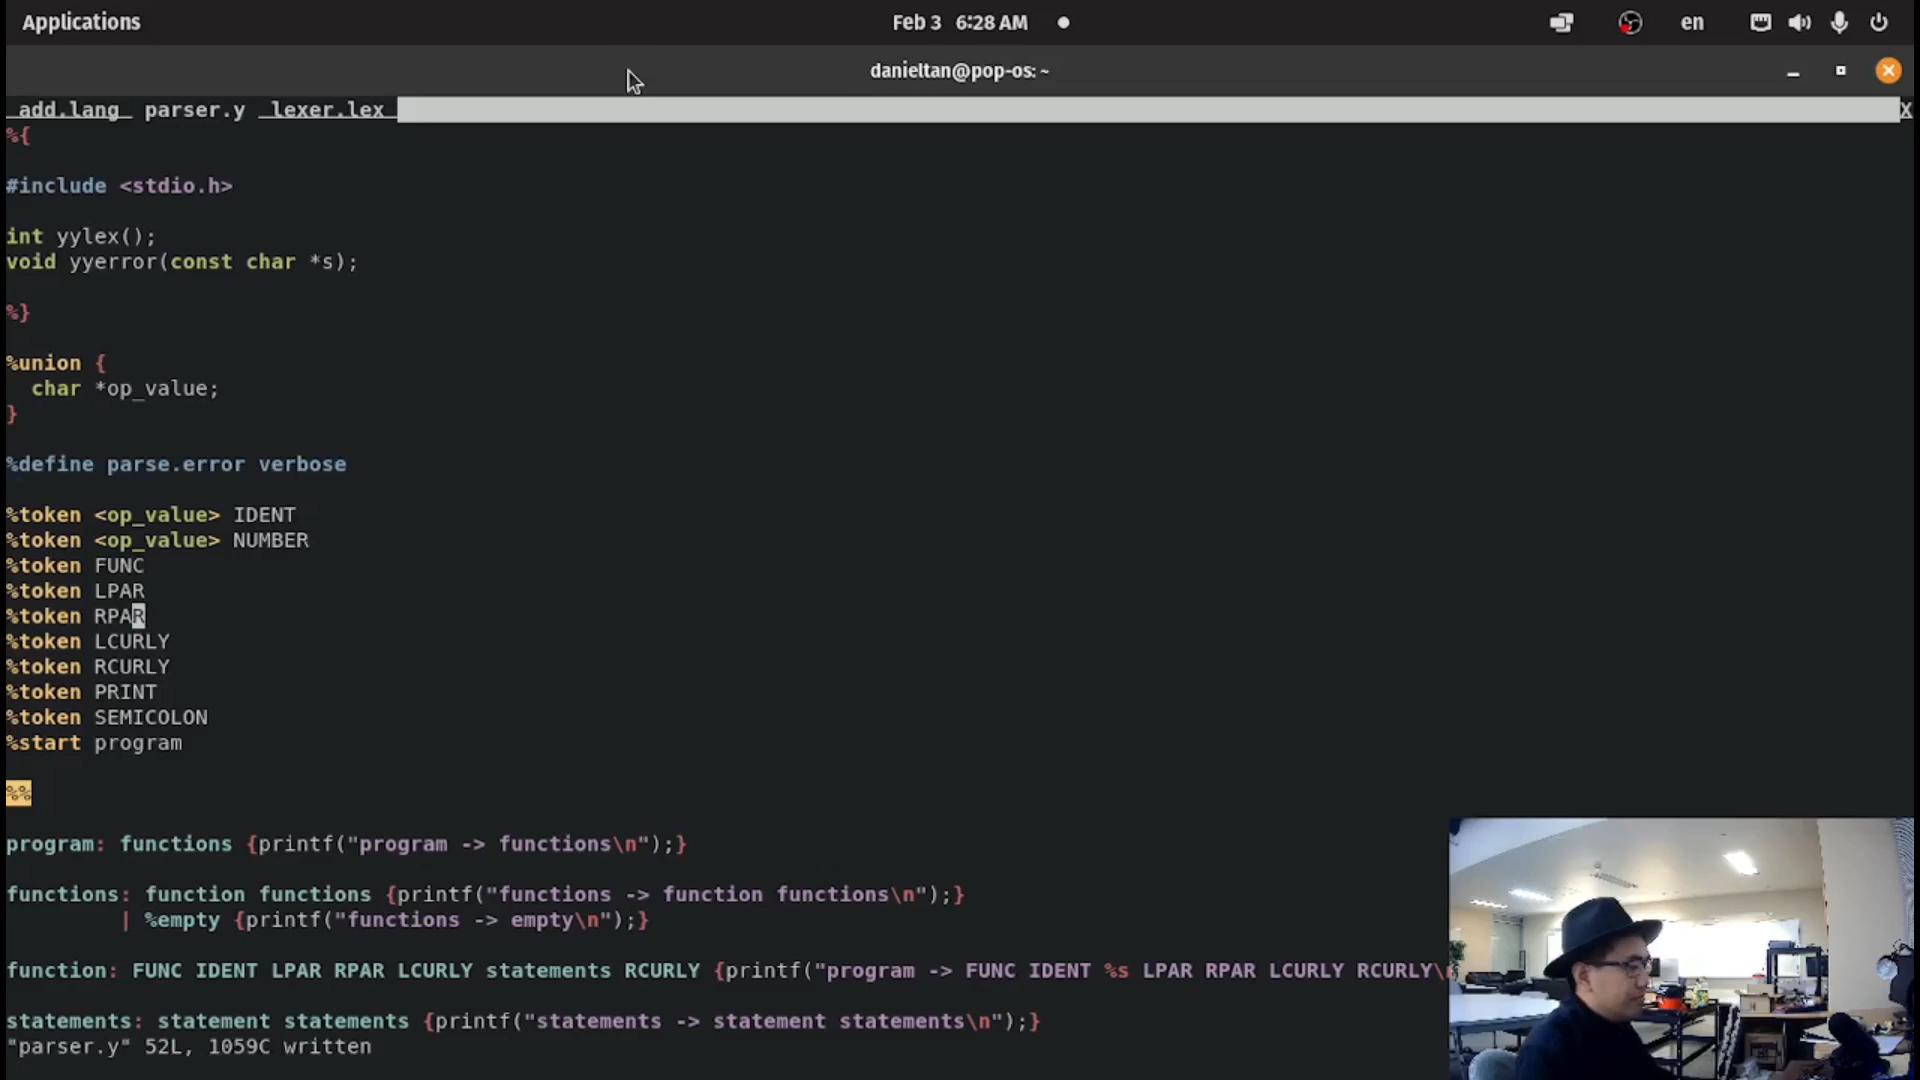 Applications
Feb 3 6:28 AM
en
danieltan@pop-os: ~
add.lang parser.y lexer.lex X
%{
#include <stdio.h>
int yylex();
void yyerror(const char *s);
%}
%union {
char *op_value;
}
%define parse.error verbose
%token <op_value> IDENT
%token <op_value> NUMBER
%token FUNC
%token LPAR
%token RPAR
%token LCURLY
%token RCURLY
%token PRINT
%token SEMICOLON
%start program
%%
program: functions {printf("program -> functions\n");}
functions: function functions {printf("functions -> function functions\n");}
| %empty {printf("functions -> empty\n");}
function: FUNC IDENT LPAR RPAR LCURLY statements RCURLY {printf("program -> FUNC IDENT %s LPAR RPAR LCURLY RCURLY\
statements: statement statements {printf("statements -> statement statements\n");}
"parser.y" 52L, 1059C written